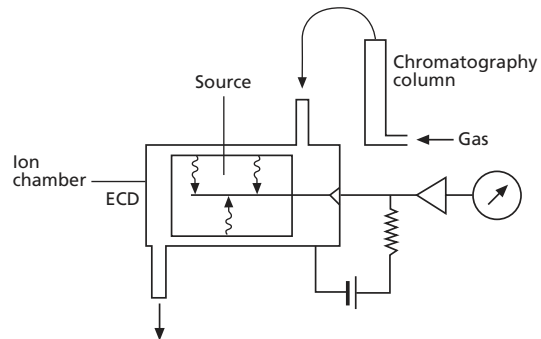 Chromatography
column
Source
Gas
Ion
chamber
ECD